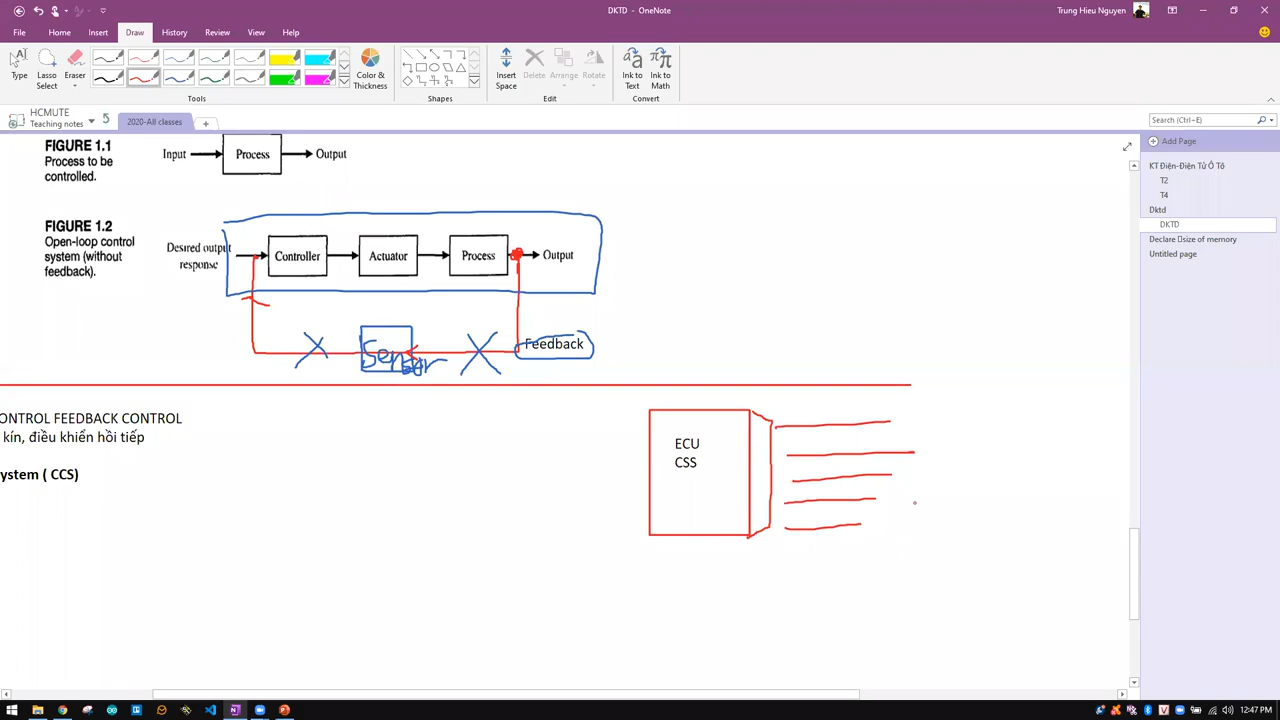 DKTD - OneNote
Trung Hieu Nguyen
File Home Insert Draw History Review View Help
Type
Lasso Select
Eraser
Color & Thickness
Insert Space
Delete
Arrange
Rotate
Ink to Text
Ink to Math
Tools
Shapes
Edit
Convert
HCMUTE
Teaching notes
2020-All classes
Search (Ctrl+E)
Add Page
KT Điện-Điện Tử Ô Tô
T2
T4
Dktd
DKTD
Declare size of memory
Untitled page
FIGURE 1.1
Process to be
controlled.
Input
Process
Output
FIGURE 1.2
Open-loop control
system (without
feedback).
Desired output
response
Controller
Actuator
Process
Output
Sensor
Feedback
ONTROL FEEDBACK CONTROL
kín, điều khiển hồi tiếp
ystem ( CCS)
ECU
CSS
12:47 PM